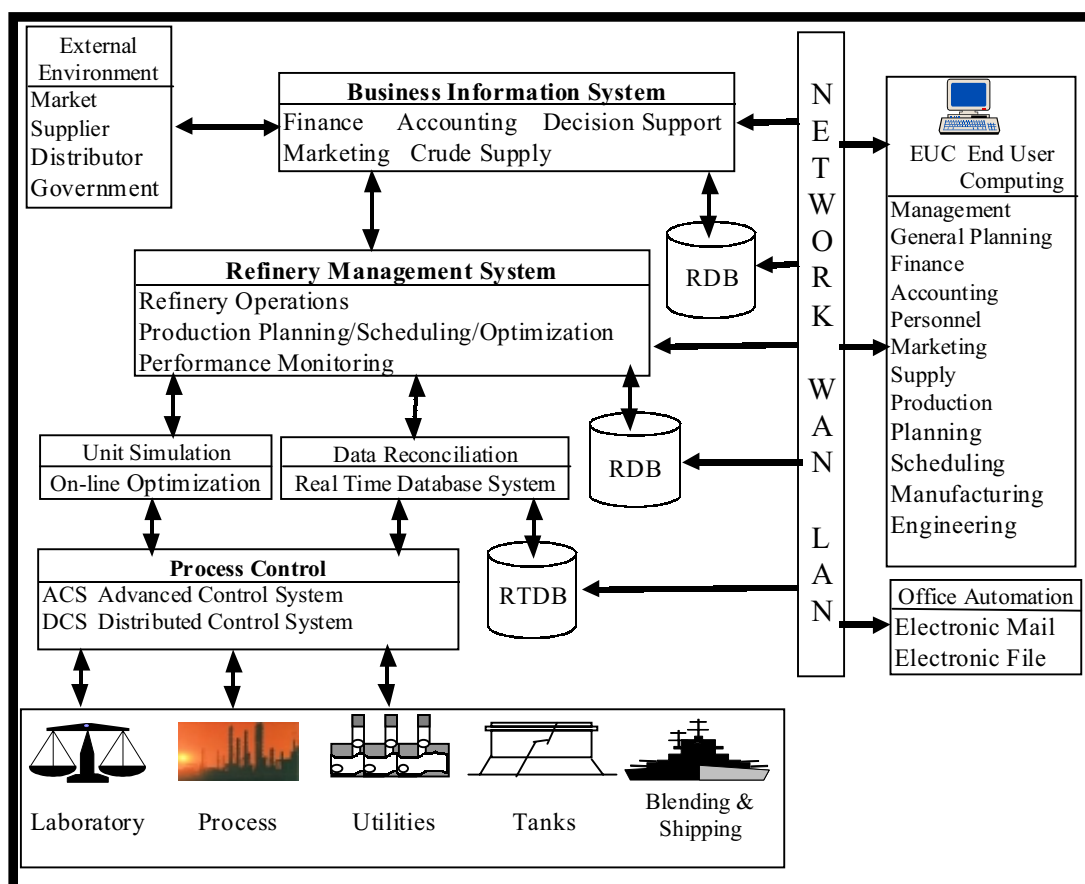 External
Environment
Market
Supplier
Distributor
Government
Business Information System
Finance Accounting Decision Support
Marketing Crude Supply
RDB
Refinery Management System
Refinery Operations
Production Planning/Scheduling/Optimization
Performance Monitoring
RDB
Unit Simulation
On-line Optimization
Data Reconciliation
Real Time Database System
RTDB
Process Control
ACS Advanced Control System
DCS Distributed Control System
Laboratory
Process
Utilities
Tanks
Blending &
Shipping
NETWORK WAN LAN
EUC End User
Computing
Management
General Planning
Finance
Accounting
Personnel
Marketing
Supply
Production
Planning
Scheduling
Manufacturing
Engineering
Office Automation
Electronic Mail
Electronic File